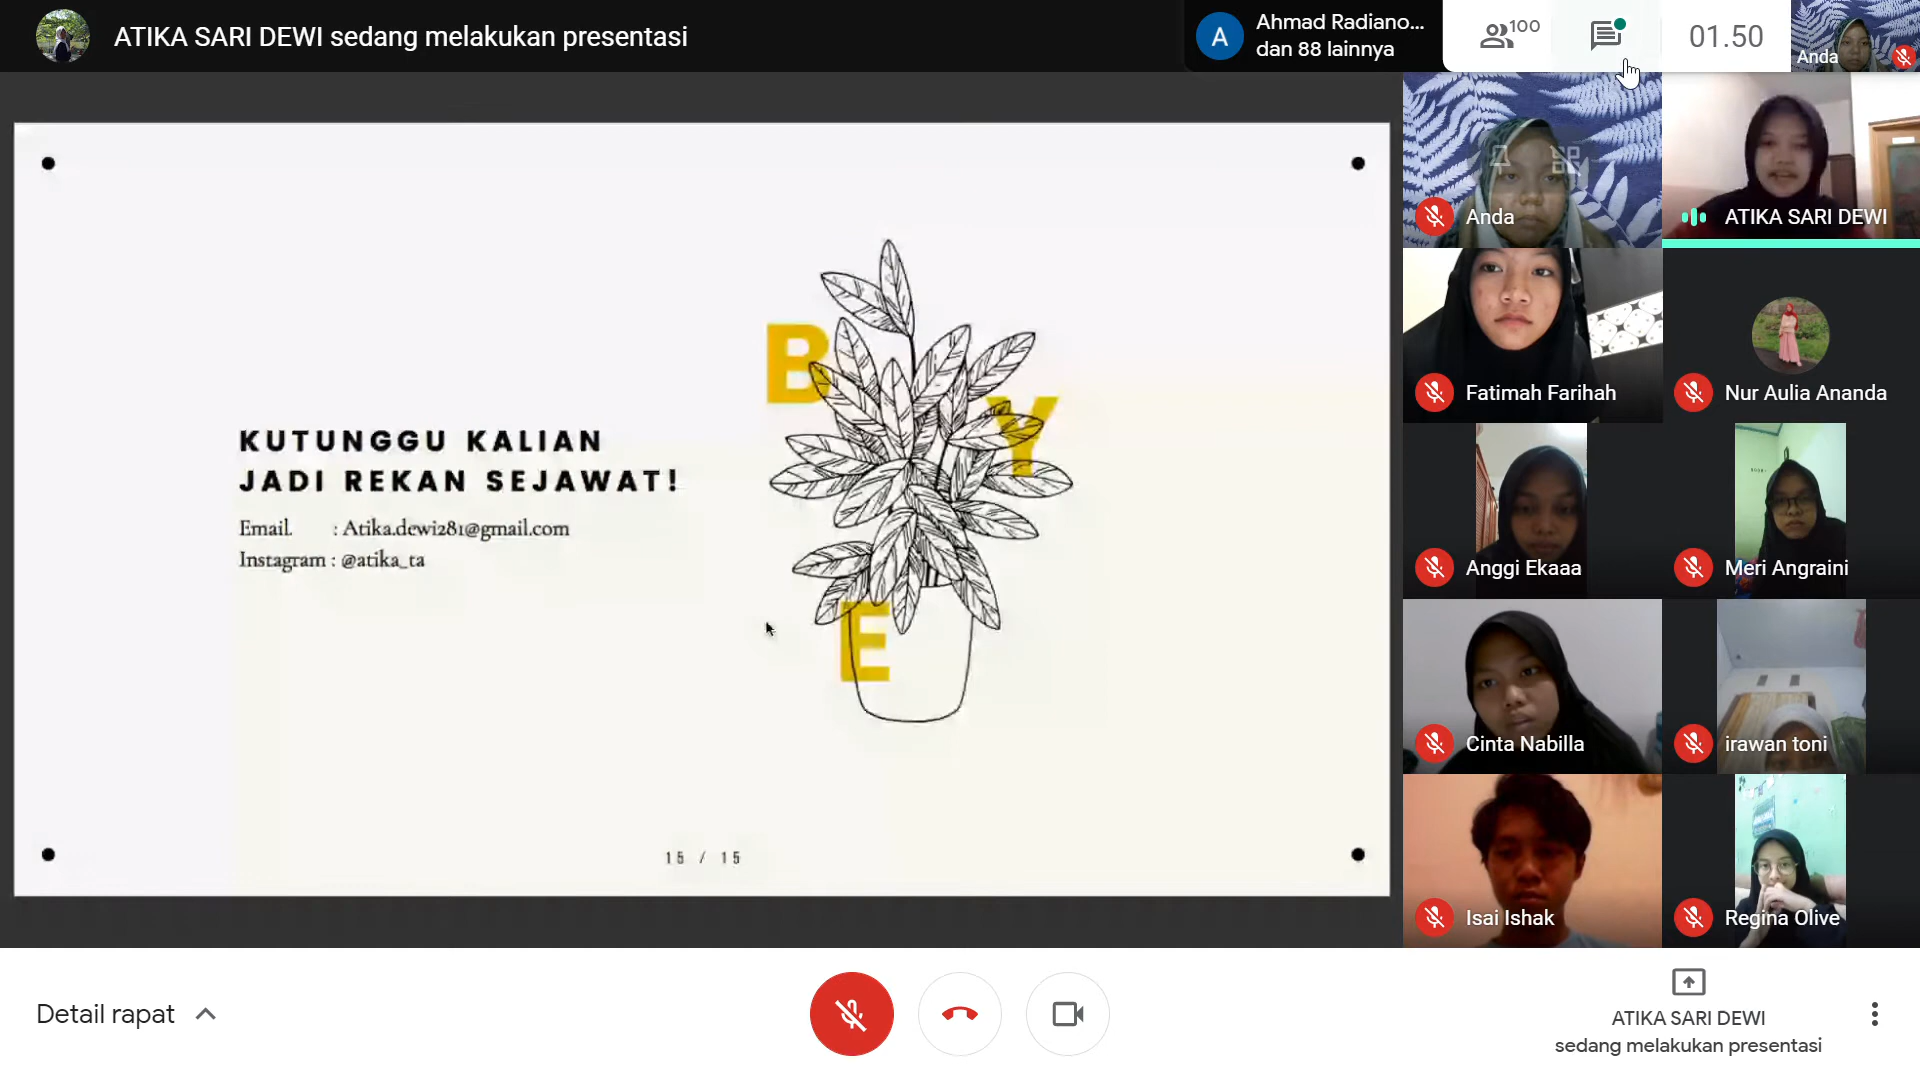 ATIKA SARI DEWI sedang melakukan presentasi
A
Ahmad Radiano...
dan 88 lainnya
100
01.50
Anda
KUTUNGGU KALIAN
JADI REKAN SEJAWAT!
Email : Atika.dewi281@gmail.com
Instagram : @atika_ta
B
Y
E
15 / 15
Anda
ATIKA SARI DEWI
Fatimah Farihah
Nur Aulia Ananda
Anggi Ekaaa
Meri Angraini
Cinta Nabilla
irawan toni
Isai Ishak
Regina Olive
Detail rapat
ATIKA SARI DEWI
sedang melakukan presentasi